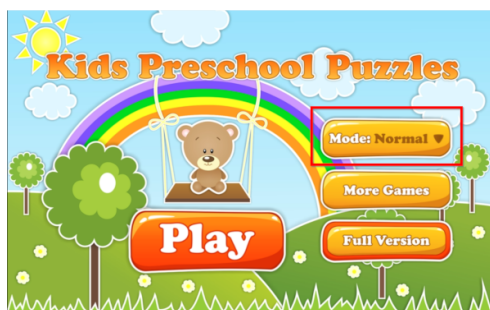 Kids Preschool Puzzles
Mode: Normal
More Games
Play
Full Version